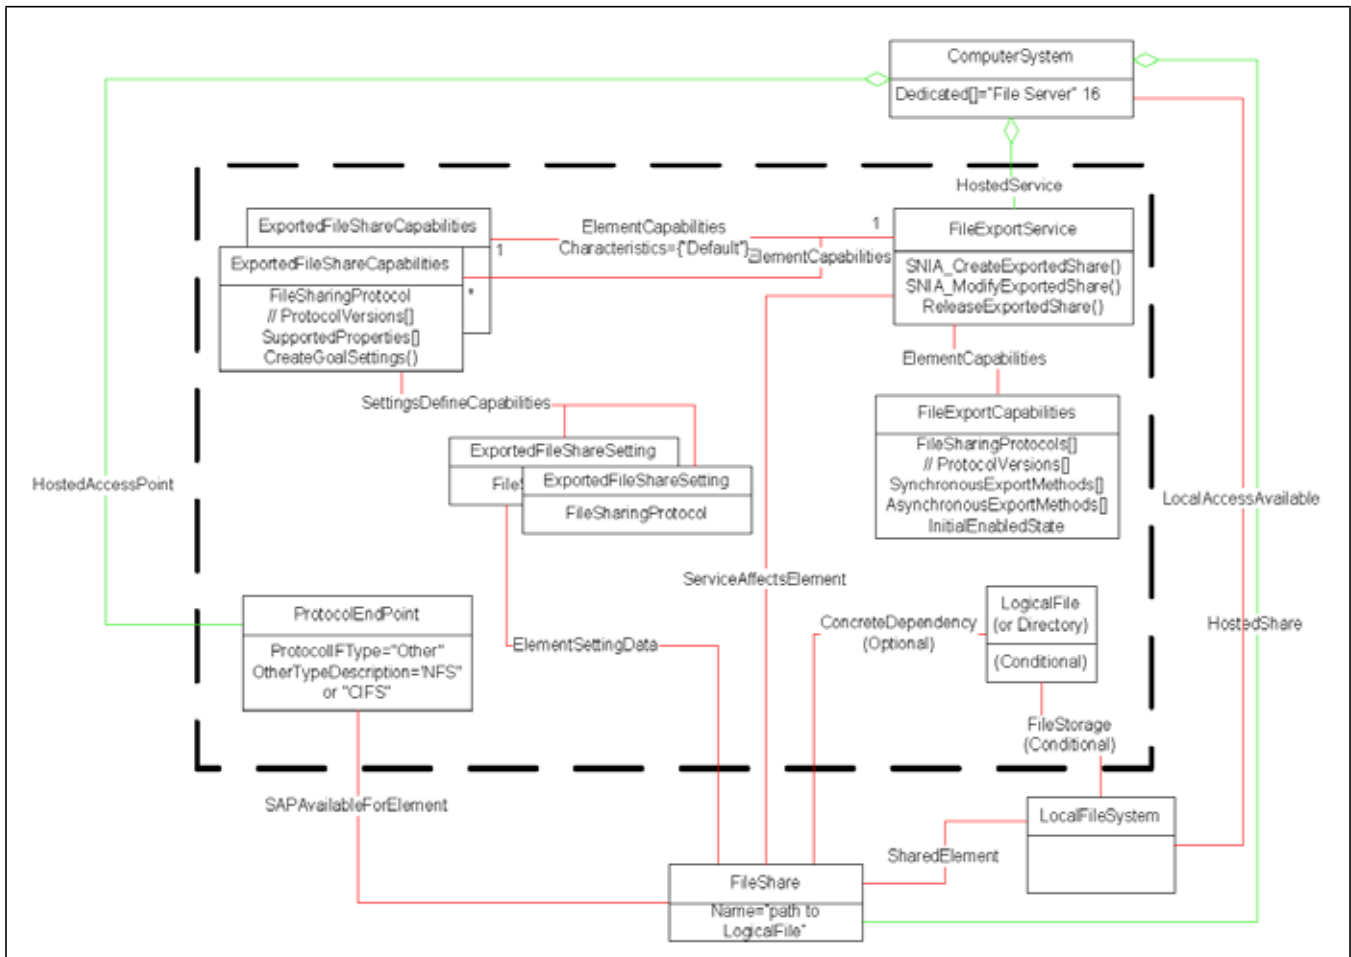 ComputerSystem
Dedicated[]="File Server" 16
HostedService
ExportedFileShareCapabilities
ElementCapabilities
Characteristics={"Default"}
1
1
ElementCapabilities
FileExportService
SNIA_CreateExportedShare()
SNIA_ModifyExportedShare()
ReleaseExportedShare()
ExportedFileShareCapabilities
FileSharingProtocol
// ProtocolVersions[]
SupportedProperties[]
CreateGoalSettings()
*
ElementCapabilities
SettingsDefineCapabilities
FileExportCapabilities
FileSharingProtocols[]
// ProtocolVersions[]
SynchronousExportMethods[]
AsynchronousExportMethods[]
InitialEnabledState
ExportedFileShareSetting
FileS
ExportedFileShareSetting
FileSharingProtocol
HostedAccessPoint
LocalAccessAvailable
ServiceAffectsElement
ProtocolEndPoint
ProtocolIFType="Other"
OtherTypeDescription="NFS"
or "CIFS"
ElementSettingData
ConcreteDependency
(Optional)
LogicalFile
(or Directory)
(Conditional)
HostedShare
FileStorage
(Conditional)
SAPAvailableForElement
LocalFileSystem
SharedElement
FileShare
Name="path to
LogicalFile"